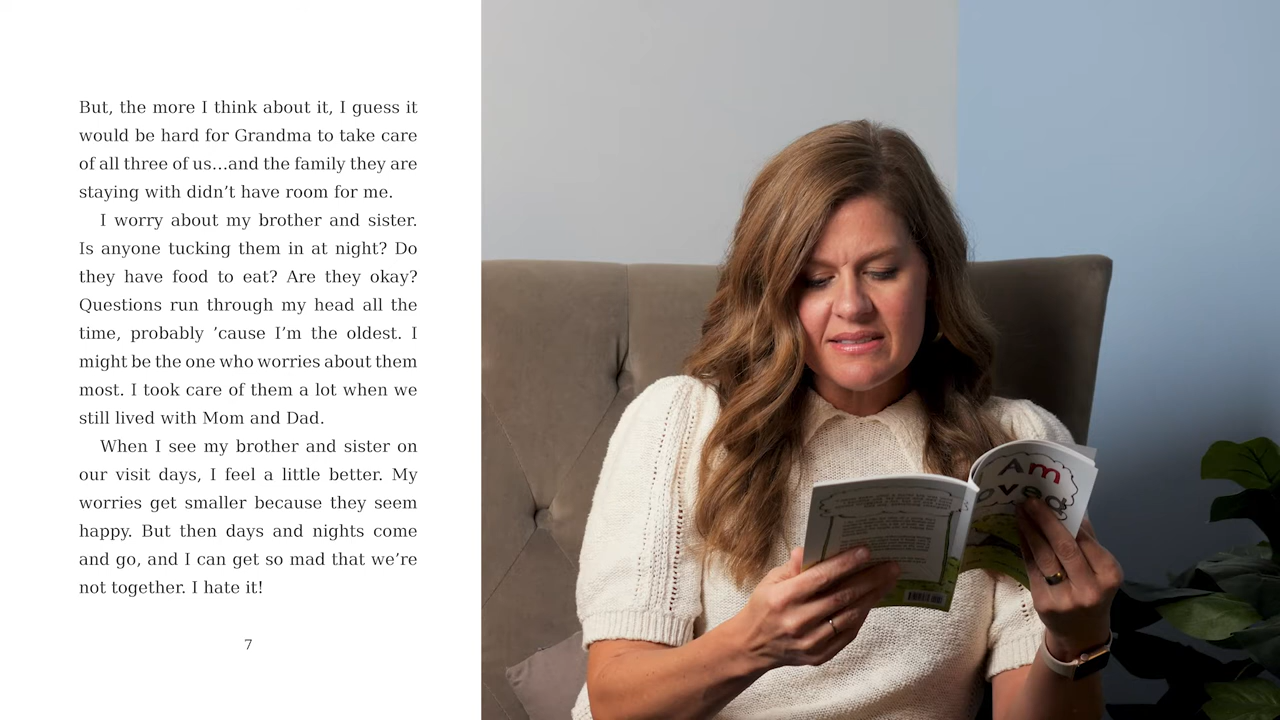 But, the more I think about it, I guess it
would be hard for Grandma to take care
of all three of us...and the family they are
staying with didn’t have room for me.
I worry about my brother and sister.
Is anyone tucking them in at night? Do
they have food to eat? Are they okay?
Questions run through my head all the
time, probably ’cause I’m the oldest. I
might be the one who worries about them
most. I took care of them a lot when we
still lived with Mom and Dad.
When I see my brother and sister on
our visit days, I feel a little better. My
worries get smaller because they seem
happy. But then days and nights come
and go, and I can get so mad that we’re
not together. I hate it!
7
Am
oved